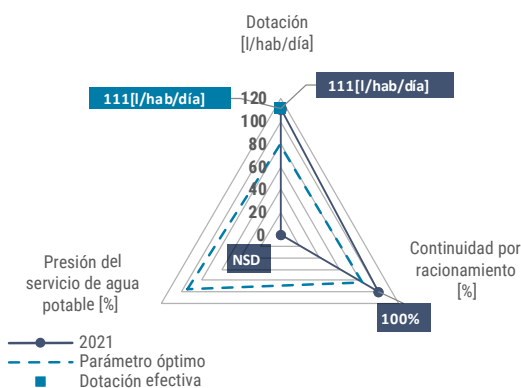 Dotación
[l/hab/día]
111[l/hab/día]
111[l/hab/día]
120
100
80
60
40
20
0
NSD
Presión del
servicio de agua
potable [%]
Continuidad por
racionamiento
[%]
100%
2021
Parámetro óptimo
Dotación efectiva